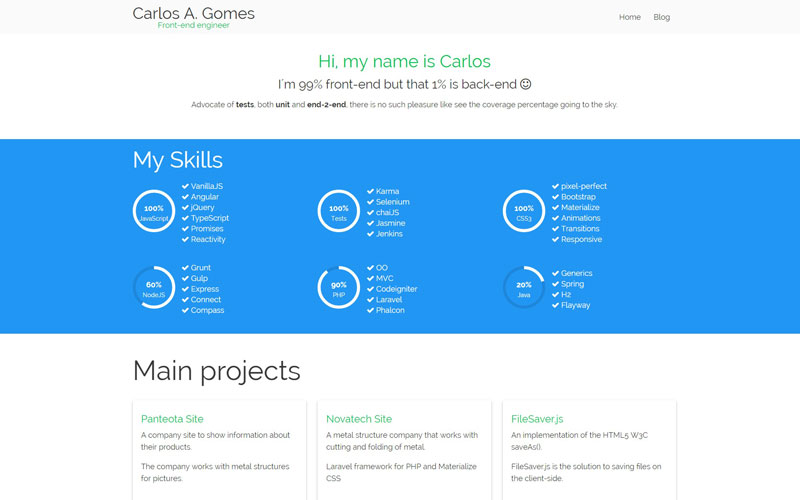 Carlos A. Gomes
Front-end engineer
Home Blog
Hi, my name is Carlos
I´m 99% front-end but that 1% is back-end
Advocate of tests, both unit and end-2-end, there is no such pleasure like see the coverage percentage going to the sky.
My Skills
100%
JavaScript
VanillaJS
Angular
jQuery
TypeScript
Promises
Reactivity
100%
Tests
Karma
Selenium
chaiJS
Jasmine
Jenkins
100%
CSS3
pixel-perfect
Bootstrap
Materialize
Animations
Transitions
Responsive
60%
NodeJS
Grunt
Gulp
Express
Connect
Compass
90%
PHP
OO
MVC
Codeigniter
Laravel
Phalcon
20%
Java
Generics
Spring
H2
Flayway
Main projects
Panteota Site
A company site to show information about
their products.
The company works with metal structures
for pictures.
Novatech Site
A metal structure company that works with
cutting and folding of metal.
Laravel framework for PHP and Materialize
CSS
FileSaver.js
An implementation of the HTML5 W3C
saveAs().
FileSaver.js is the solution to saving files on
the client-side.